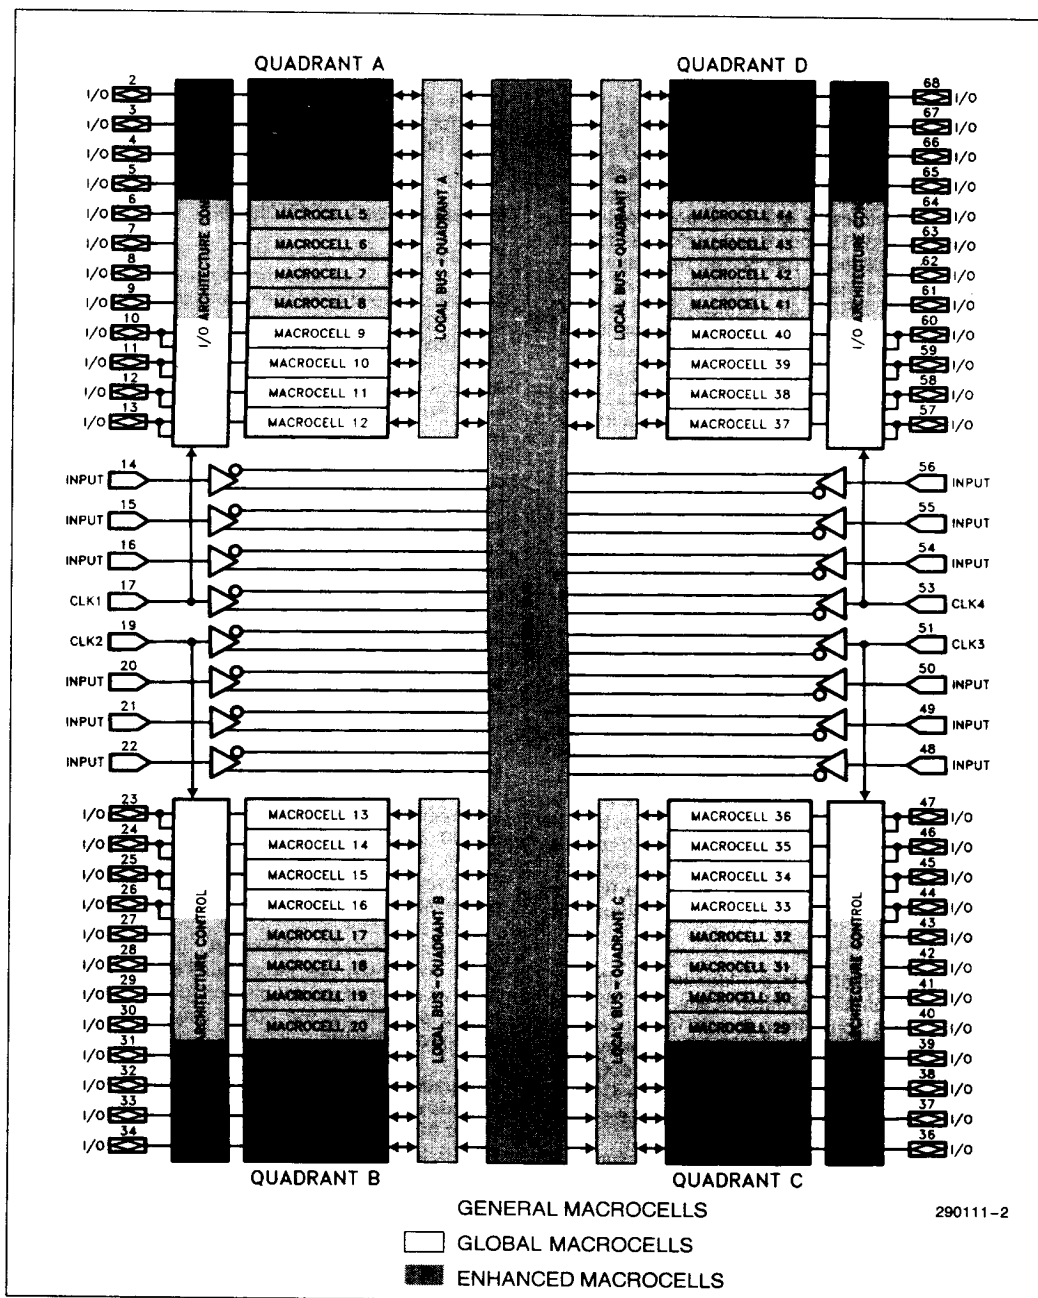 QUADRANT A QUADRANT D
2 68
I/O I/O
3 67
I/O I/O
4 66
I/O I/O
5 65
I/O I/O
6 64
I/O MACROCELL 5 MACROCELL 44 I/O
7 63
I/O MACROCELL 6 MACROCELL 43 I/O
8 62
I/O MACROCELL 7 MACROCELL 42 I/O
9 61
I/O MACROCELL 8 MACROCELL 41 I/O
10 60
I/O MACROCELL 9 MACROCELL 40 I/O
11 59
I/O MACROCELL 10 MACROCELL 39 I/O
12 58
I/O MACROCELL 11 MACROCELL 38 I/O
13 57
I/O MACROCELL 12 MACROCELL 37 I/O
I/O ARCHITECTURE CON
LOCAL BUS-QUADRANT A
LOCAL BUS-QUADRANT D
I/O ARCHITECTURE CON
14 56
INPUT INPUT
15 55
INPUT INPUT
16 54
INPUT INPUT
17 53
CLK1 CLK4
19 51
CLK2 CLK3
20 50
INPUT INPUT
21 49
INPUT INPUT
22 48
INPUT INPUT
23 47
I/O MACROCELL 13 MACROCELL 36 I/O
24 46
I/O MACROCELL 14 MACROCELL 35 I/O
25 45
I/O MACROCELL 15 MACROCELL 34 I/O
26 44
I/O MACROCELL 16 MACROCELL 33 I/O
27 43
I/O MACROCELL 17 MACROCELL 32 I/O
28 42
I/O MACROCELL 18 MACROCELL 31 I/O
29 41
I/O MACROCELL 19 MACROCELL 30 I/O
30 40
I/O MACROCELL 20 MACROCELL 29 I/O
31 39
I/O I/O
32 38
I/O I/O
33 37
I/O I/O
34 36
I/O I/O
ARCHITECTURE CONTROL
LOCAL BUS-QUADRANT B
LOCAL BUS-QUADRANT C
ARCHITECTURE CONTROL
QUADRANT B QUADRANT C
GENERAL MACROCELLS
290111-2
GLOBAL MACROCELLS
ENHANCED MACROCELLS